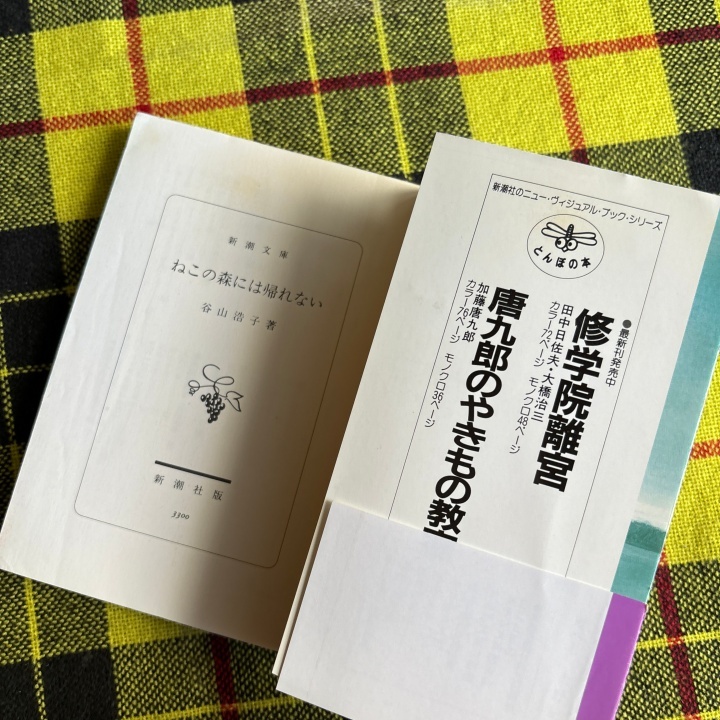 新潮文庫
ねこの森には帰れない
谷山浩子著
新潮社版
3300
新潮社のニュー・ヴィジュアル・ブック・シリーズ
とんぼの本
●最新刊発売中
修学院離宮
田中日佐夫・大橋治三
カラー72ページ モノクロ48ページ
唐九郎のやきもの教
加藤唐九郎
カラー76ページ モノクロ36ページ